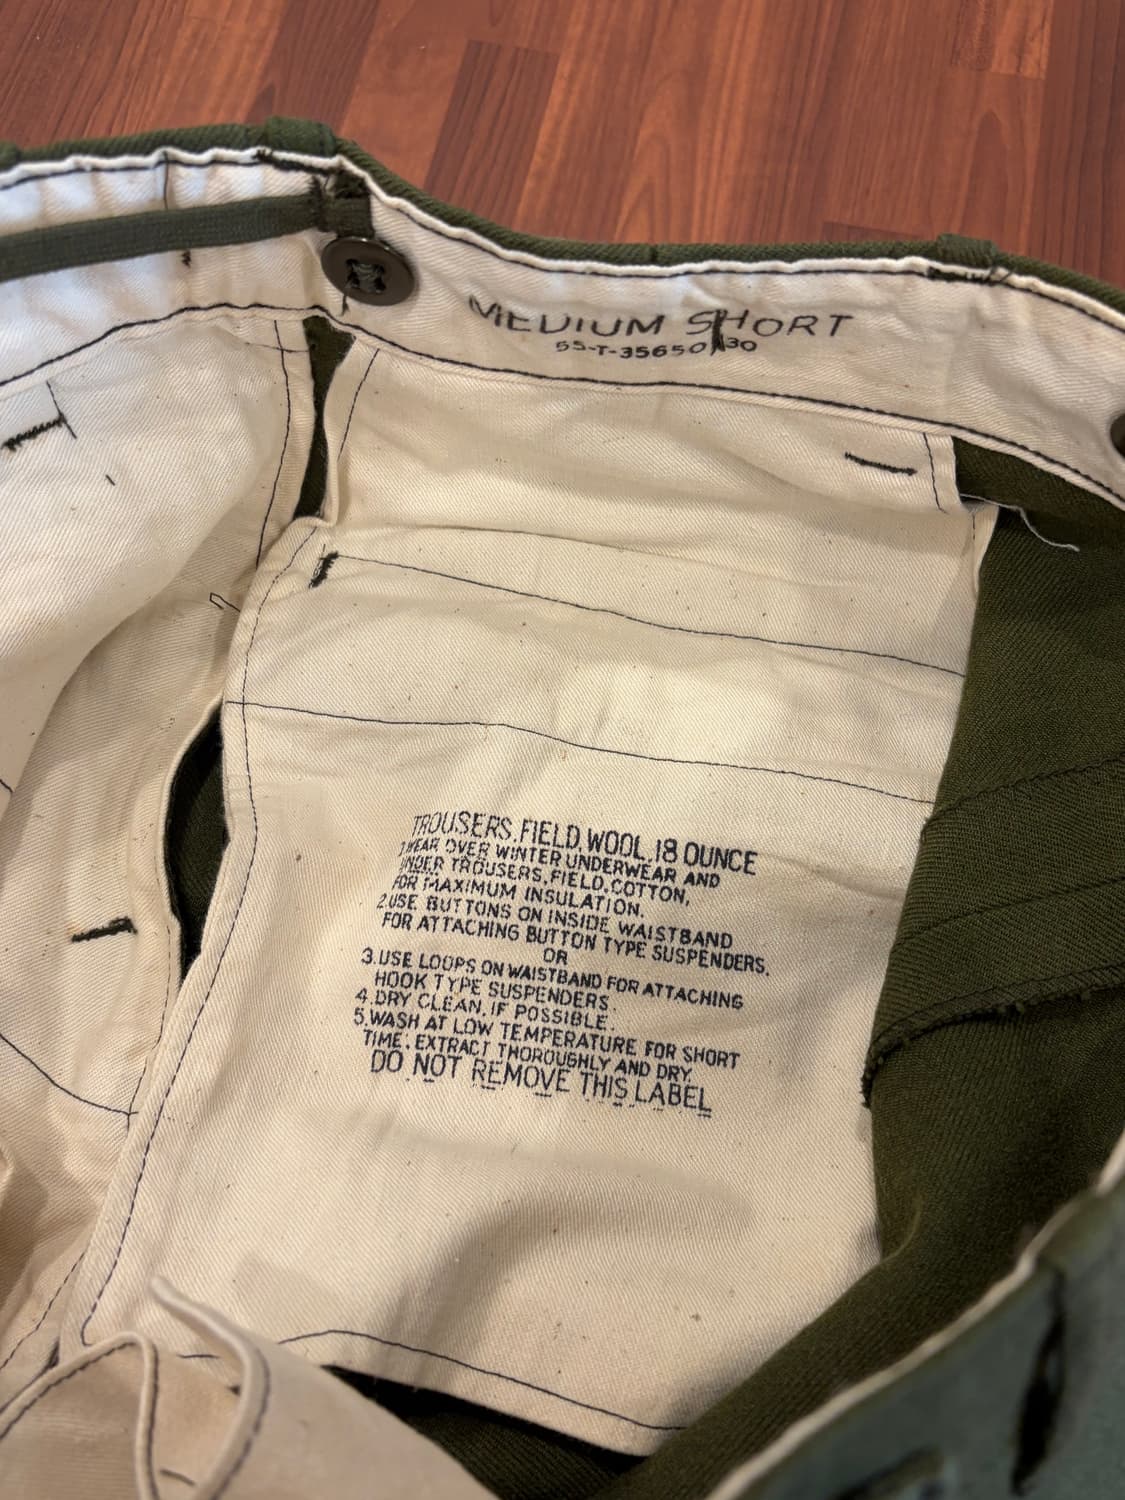 MEDIUM SHORT
55-T-35650-30
TROUSERS, FIELD, WOOL, 18 OUNCE
1.WEAR OVER WINTER UNDERWEAR AND
UNDER TROUSERS, FIELD, COTTON,
FOR MAXIMUM INSULATION.
2.USE BUTTONS ON INSIDE WAISTBAND
FOR ATTACHING BUTTON TYPE SUSPENDERS.
OR
3.USE LOOPS ON WAISTBAND FOR ATTACHING
HOOK TYPE SUSPENDERS.
4.DRY CLEAN, IF POSSIBLE.
5.WASH AT LOW TEMPERATURE FOR SHORT
TIME. EXTRACT THOROUGHLY AND DRY.
DO NOT REMOVE THIS LABEL